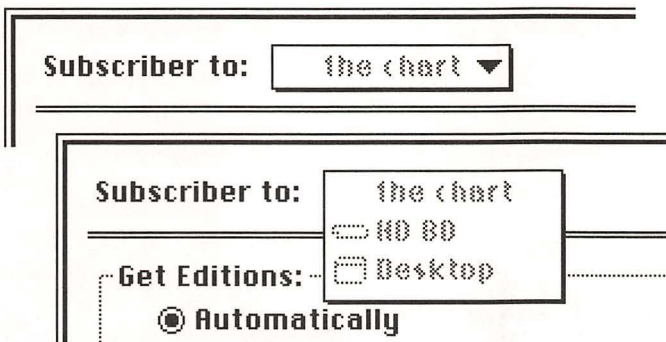 Subscriber to: the chart
Subscriber to: the chart
HD 80
Desktop
Get Editions:
Automatically